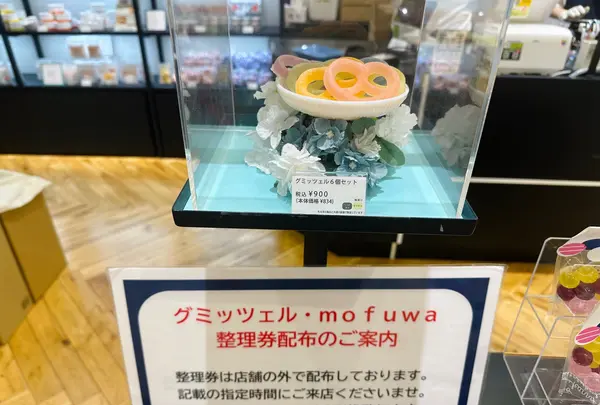 グミッツェル６個セット
税込 ¥900
(本体価格 ¥834)
グミッツェル・mofuwa
整理券配布のご案内
整理券は店舗の外で配布しております。
記載の指定時間にご来店くださいませ。